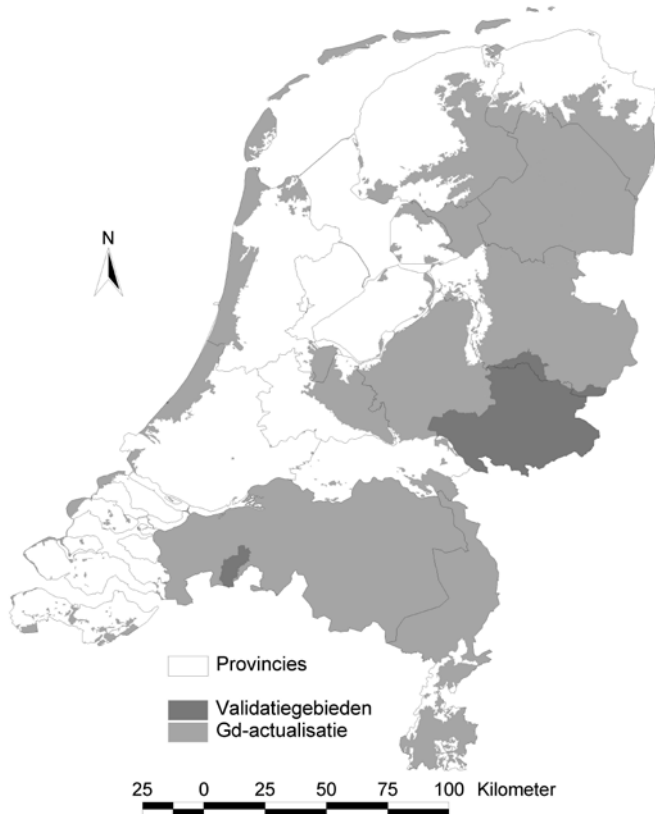 N
Provincies
Validatiegebieden
Gd-actualisatie
25 0 25 50 75 100 Kilometer